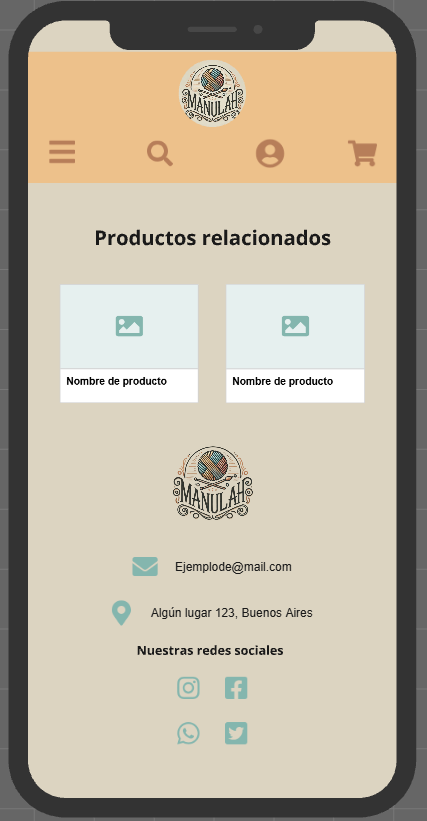 MANULAH
Productos relacionados
Nombre de producto
Nombre de producto
MANULAH
Ejemplode@mail.com
Algún lugar 123, Buenos Aires
Nuestras redes sociales